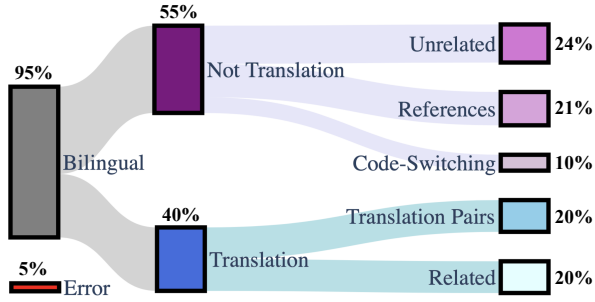 95%
Bilingual
5%
Error
55%
Not Translation
40%
Translation
Unrelated 24%
References 21%
Code-Switching 10%
Translation Pairs 20%
Related 20%